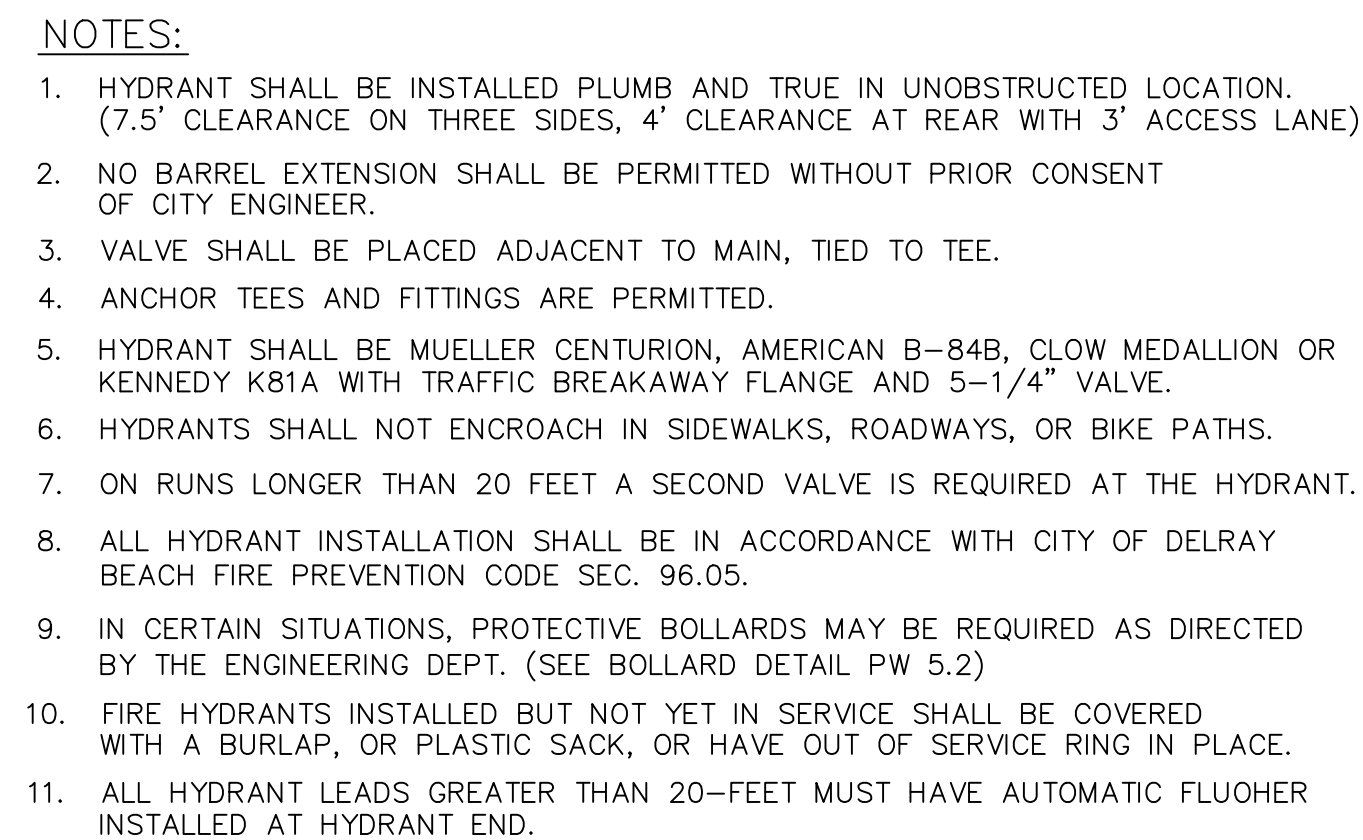 NOTES:
1. HYDRANT SHALL BE INSTALLED PLUMB AND TRUE IN UNOBSTRUCTED LOCATION.
(7.5' CLEARANCE ON THREE SIDES, 4' CLEARANCE AT REAR WITH 3' ACCESS LANE)
2. NO BARREL EXTENSION SHALL BE PERMITTED WITHOUT PRIOR CONSENT
OF CITY ENGINEER.
3. VALVE SHALL BE PLACED ADJACENT TO MAIN, TIED TO TEE.
4. ANCHOR TEES AND FITTINGS ARE PERMITTED.
5. HYDRANT SHALL BE MUELLER CENTURION, AMERICAN B-84B, CLOW MEDALLION OR
KENNEDY K81A WITH TRAFFIC BREAKAWAY FLANGE AND 5-1/4” VALVE.
6. HYDRANTS SHALL NOT ENCROACH IN SIDEWALKS, ROADWAYS, OR BIKE PATHS.
7. ON RUNS LONGER THAN 20 FEET A SECOND VALVE IS REQUIRED AT THE HYDRANT.
8. ALL HYDRANT INSTALLATION SHALL BE IN ACCORDANCE WITH CITY OF DELRAY
BEACH FIRE PREVENTION CODE SEC. 96.05.
9. IN CERTAIN SITUATIONS, PROTECTIVE BOLLARDS MAY BE REQUIRED AS DIRECTED
BY THE ENGINEERING DEPT. (SEE BOLLARD DETAIL PW 5.2)
10. FIRE HYDRANTS INSTALLED BUT NOT YET IN SERVICE SHALL BE COVERED
WITH A BURLAP, OR PLASTIC SACK, OR HAVE OUT OF SERVICE RING IN PLACE.
11. ALL HYDRANT LEADS GREATER THAN 20-FEET MUST HAVE AUTOMATIC FLUOHER
INSTALLED AT HYDRANT END.